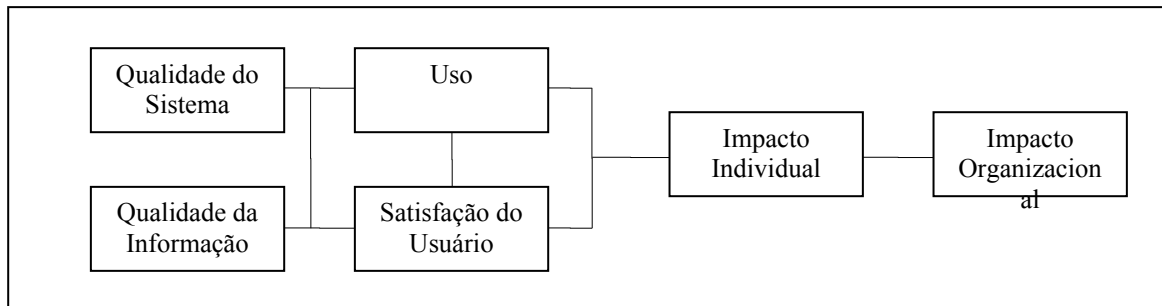 Qualidade do
Sistema
Uso
Qualidade da
Informação
Satisfação do
Usuário
Impacto
Individual
Impacto
Organizacion
al